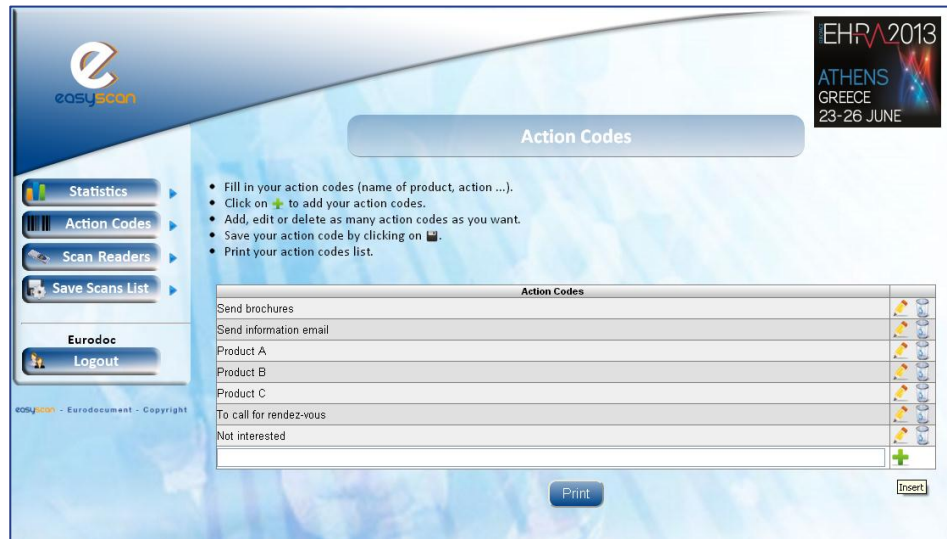 easyscan
EHRA 2013
ATHENS
GREECE
23-26 JUNE
Action Codes
Statistics
Action Codes
Scan Readers
Save Scans List
Eurodoc
Logout
easyscan - Eurodocument - Copyright
• Fill in your action codes (name of product, action ...).
• Click on to add your action codes.
• Add, edit or delete as many action codes as you want.
• Save your action code by clicking on .
• Print your action codes list.
Action Codes
Send brochures
Send information email
Product A
Product B
Product C
To call for rendez-vous
Not interested
Insert
Print